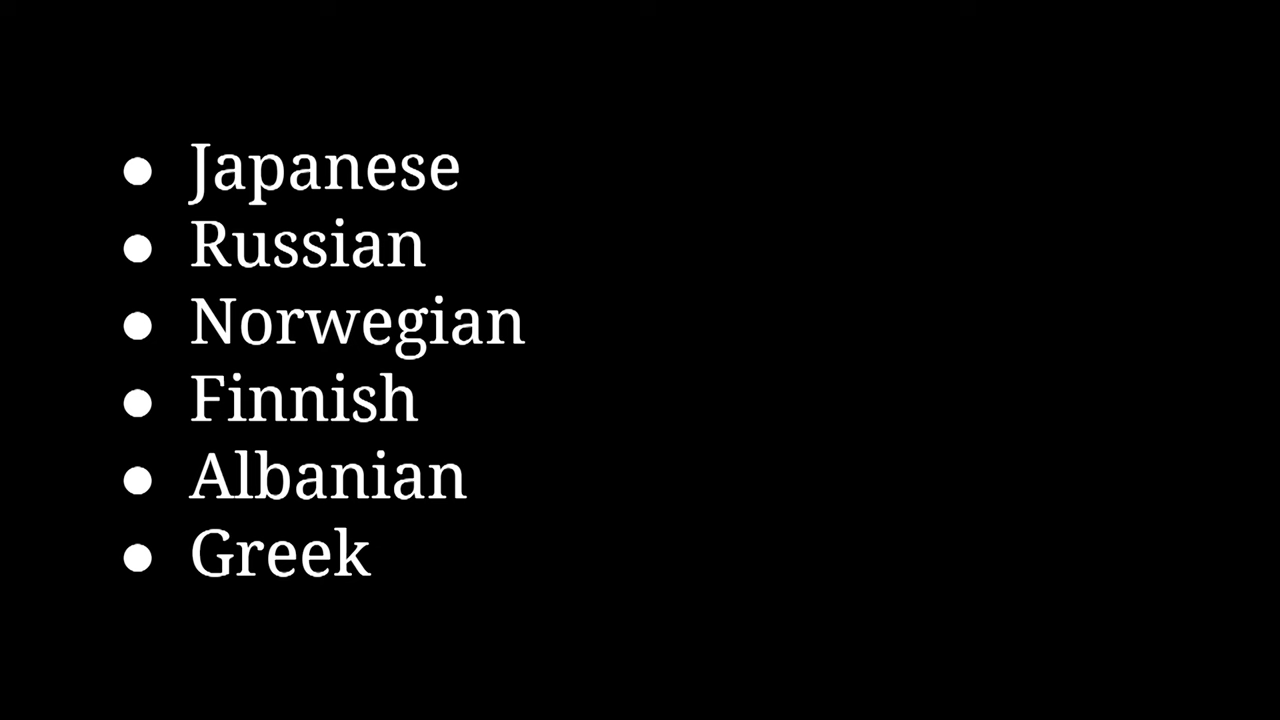 ● Japanese
● Russian
● Norwegian
● Finnish
● Albanian
● Greek